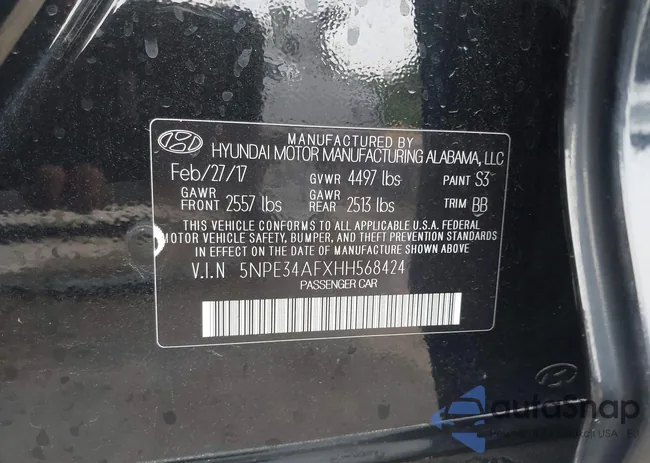 MANUFACTURED BY
HYUNDAI MOTOR MANUFACTURING ALABAMA, LLC
Feb/27/17 GVWR 4497 lbs PAINT S3
GAWR FRONT 2557 lbs GAWR REAR 2513 lbs TRIM BB
THIS VEHICLE CONFORMS TO ALL APPLICABLE U.S.A. FEDERAL
MOTOR VEHICLE SAFETY, BUMPER, AND THEFT PREVENTION
STANDARDS IN EFFECT ON THE DATE OF MANUFACTURE SHOWN ABOVE.
V.I.N 5NPE34AFXHH568424
PASSENGER CAR
autoSnap